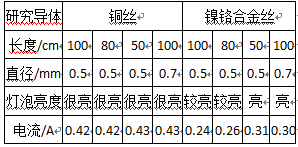 研究导体 铜丝 镍铬合金丝
长度/cm 100 80 50 100 100 80 50 100
直径/mm 0.5 0.5 0.5 0.7 0.5 0.5 0.5 0.7
灯泡亮度 很亮 很亮 很亮 很亮 较亮 较亮 亮 亮
电流/A 0.42 0.42 0.43 0.43 0.24 0.26 0.31 0.30